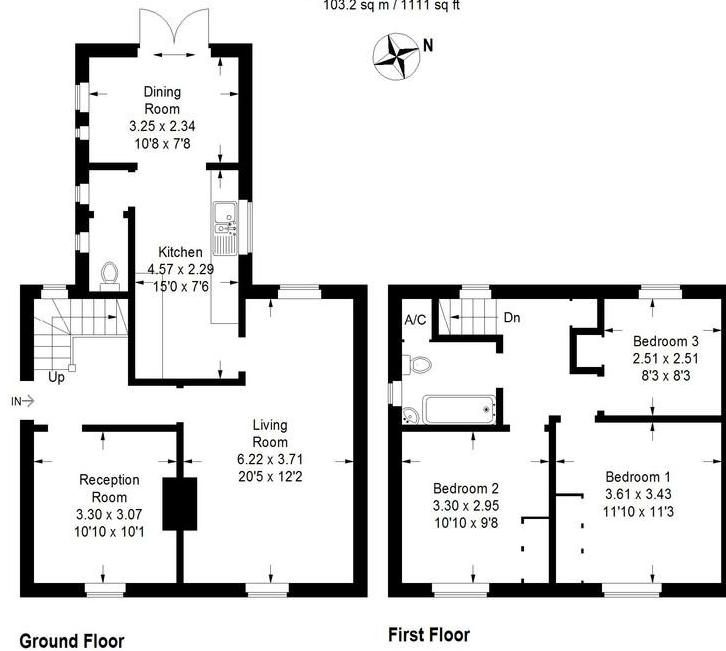 103.2 sq m / 1111 sq ft
N
Dining
Room
3.25 x 2.34
10'8 x 7'8
Kitchen
4.57 x 2.29
15'0 x 7'6
Up
IN
Living
Room
6.22 x 3.71
20'5 x 12'2
Reception
Room
3.30 x 3.07
10'10 x 10'1
Ground Floor
A/C
Dn
Bedroom 3
2.51 x 2.51
8'3 x 8'3
Bedroom 2
3.30 x 2.95
10'10 x 9'8
Bedroom 1
3.61 x 3.43
11'10 x 11'3
First Floor